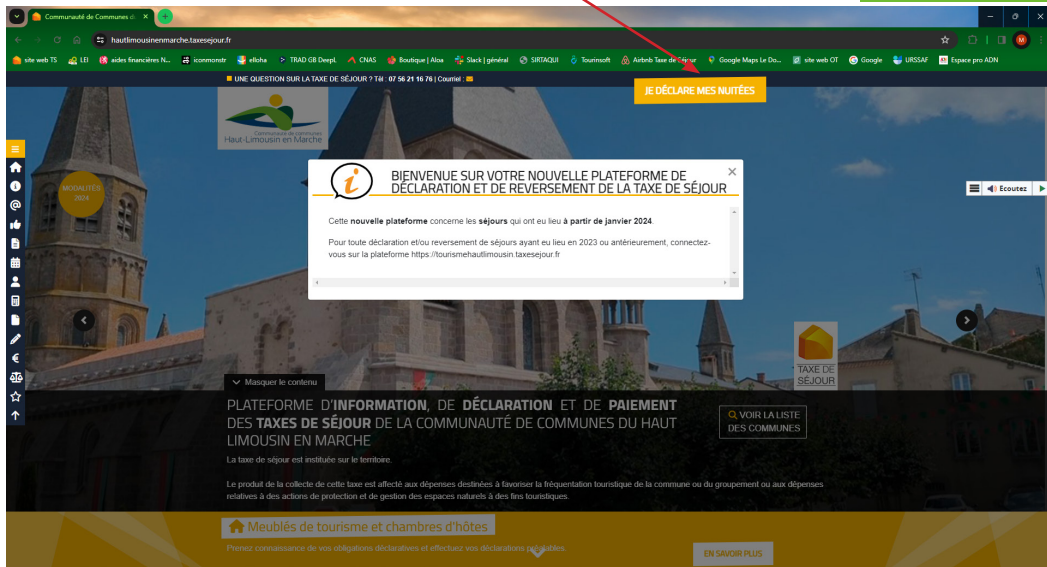 Communauté de Communes d
hautlimousinenmarche.taxesejour.fr
site web TS
LEI
aides financières N...
iconmonstr
elloha
TRAD GB DeepL
CNAS
Boutique | Aloa
Slack | général
SIRTAQUI
Tourinsoft
Airbnb Taxe de Séjour
Google Maps Le Do...
site web OT
Google
URSSAF
Espace pro ADN
UNE QUESTION SUR LA TAXE DE SÉJOUR ? Tél : 07 56 21 16 76 | Courriel :
JE DÉCLARE MES NUITÉES
Communauté de communes
Haut-Limousin en Marche
MODALITÉS
2024
BIENVENUE SUR VOTRE NOUVELLE PLATEFORME DE
DÉCLARATION ET DE REVERSEMENT DE LA TAXE DE SÉJOUR
Cette nouvelle plateforme concerne les séjours qui ont eu lieu à partir de janvier 2024.
Pour toute déclaration et/ou reversement de séjours ayant eu lieu en 2023 ou antérieurement, connectez-
vous sur la plateforme https://tourismehautlimousin.taxesejour.fr
Ecoutez
TAXE DE
SÉJOUR
Masquer le contenu
PLATEFORME D'INFORMATION, DE DÉCLARATION ET DE PAIEMENT
DES TAXES DE SÉJOUR DE LA COMMUNAUTÉ DE COMMUNES DU HAUT
LIMOUSIN EN MARCHE
VOIR LA LISTE
DES COMMUNES
La taxe de séjour est instituée sur le territoire.
Le produit de la collecte de cette taxe est affecté aux dépenses destinées à favoriser la fréquentation touristique de la commune ou du groupement ou aux dépenses
relatives à des actions de protection et de gestion des espaces naturels à des fins touristiques.
Meublés de tourisme et chambres d'hôtes
Prenez connaissance de vos obligations déclaratives et effectuez vos déclarations préalables.
EN SAVOIR PLUS